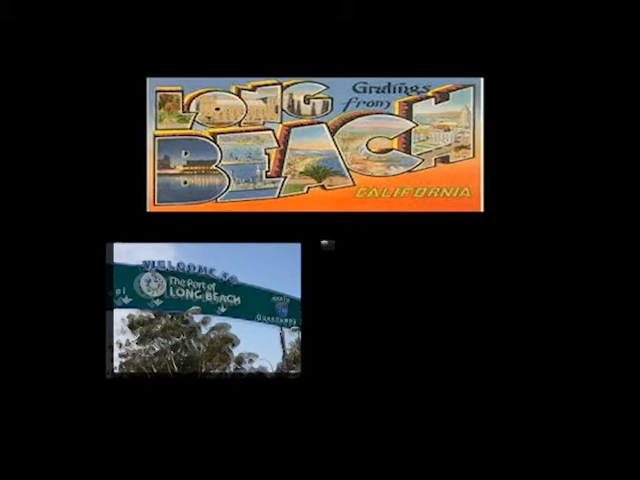 Greetings
from
LONG
BEACH
CALIFORNIA
WELCOME TO
The Port of
LONG BEACH